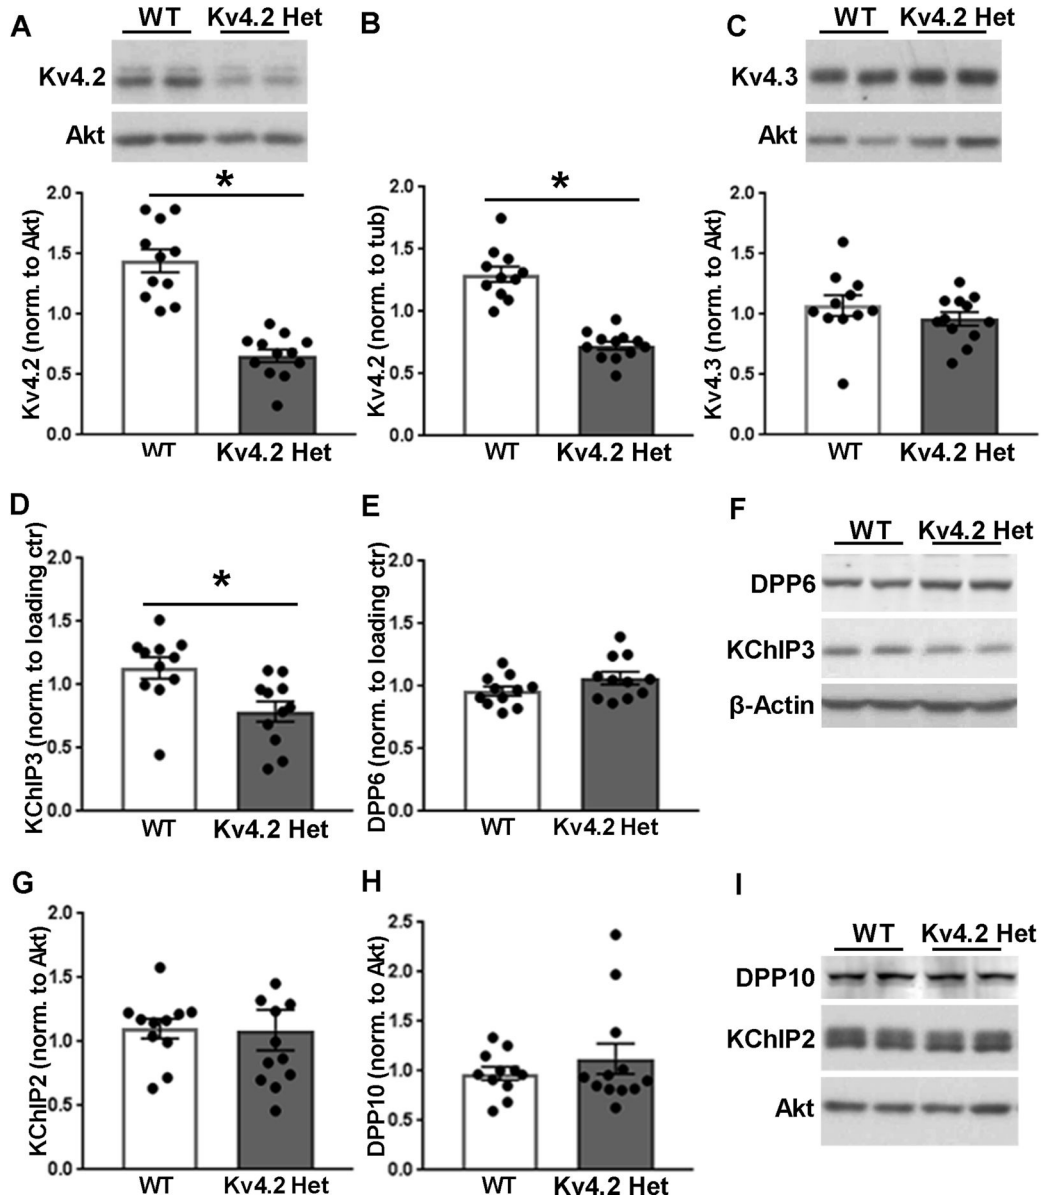 A
WT Kv4.2 Het
Kv4.2
Akt
*
2.0
1.5
1.0
0.5
0.0
Kv4.2 (norm. to Akt)
WT Kv4.2 Het
B
*
2.0
1.5
1.0
0.5
0.0
Kv4.2 (norm. to tub)
WT Kv4.2 Het
C
WT Kv4.2 Het
Kv4.3
Akt
2.0
1.5
1.0
0.5
0.0
Kv4.3 (norm. to Akt)
WT Kv4.2 Het
D
*
2.0
1.5
1.0
0.5
0.0
KChIP3 (norm. to loading ctr)
WT Kv4.2 Het
E
2.0
1.5
1.0
0.5
0.0
DPP6 (norm. to loading ctr)
WT Kv4.2 Het
F
WT Kv4.2 Het
DPP6
KChIP3
β-Actin
G
2.0
1.5
1.0
0.5
0.0
KChIP2 (norm. to Akt)
WT Kv4.2 Het
H
2.5
2.0
1.5
1.0
0.5
0.0
DPP10 (norm. to Akt)
WT Kv4.2 Het
I
WT Kv4.2 Het
DPP10
KChIP2
Akt